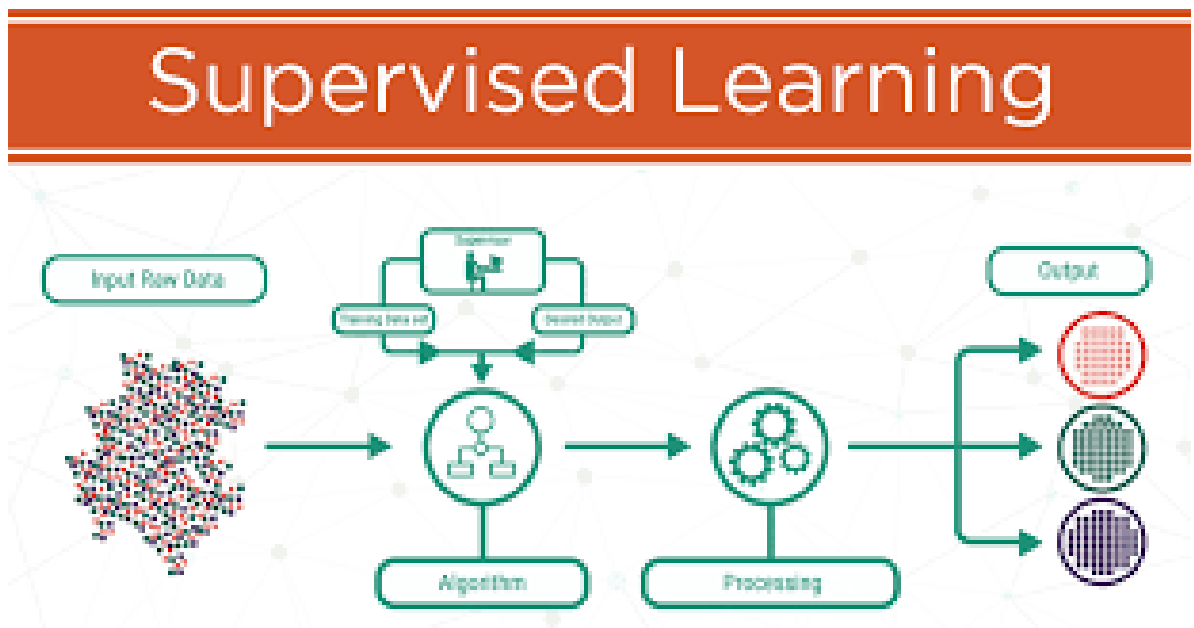 Supervised Learning
Supervisor
Input Raw Data
Output
Training Data set
Desired Output
Algorithm
Processing